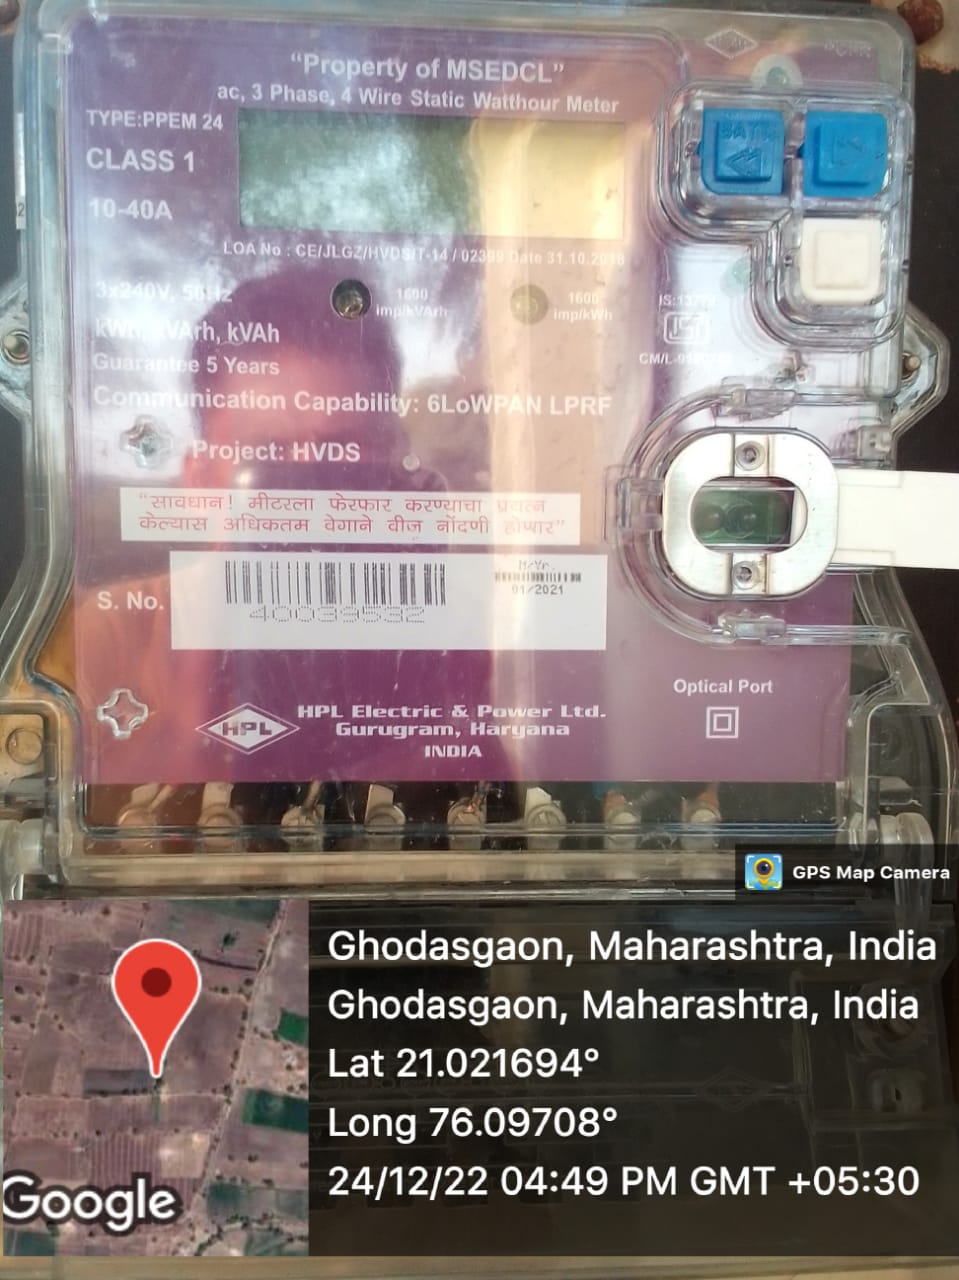 "Property of MSEDCL"
ac, 3 Phase, 4 Wire Static Watthour Meter
TYPE:PPEM 24
CLASS 1
10-40A
LOA No : CE/JLGZ/HVDS/T-14 / 02399 Date 31.10.2018
3x240V, 50Hz
kWh, kVArh, kVAh
1600
imp/kVArh
1600
imp/kWh
Guarantee 5 Years
Communication Capability: 6LoWPAN LPRF
Project: HVDS
BATT.
IS:13779
ISI
CM/L-
"सावधान! मीटरला फेरफार करण्याचा प्रयत्न
केल्यास अधिकतम वेगाने वीज नोंदणी होणार"
S. No.
40039532
M/Yr.
01/2021
Optical Port
HPL
HPL Electric & Power Ltd.
Gurugram, Haryana
INDIA
GPS Map Camera
Ghodasgaon, Maharashtra, India
Ghodasgaon, Maharashtra, India
Lat 21.021694°
Long 76.09708°
24/12/22 04:49 PM GMT +05:30
Google